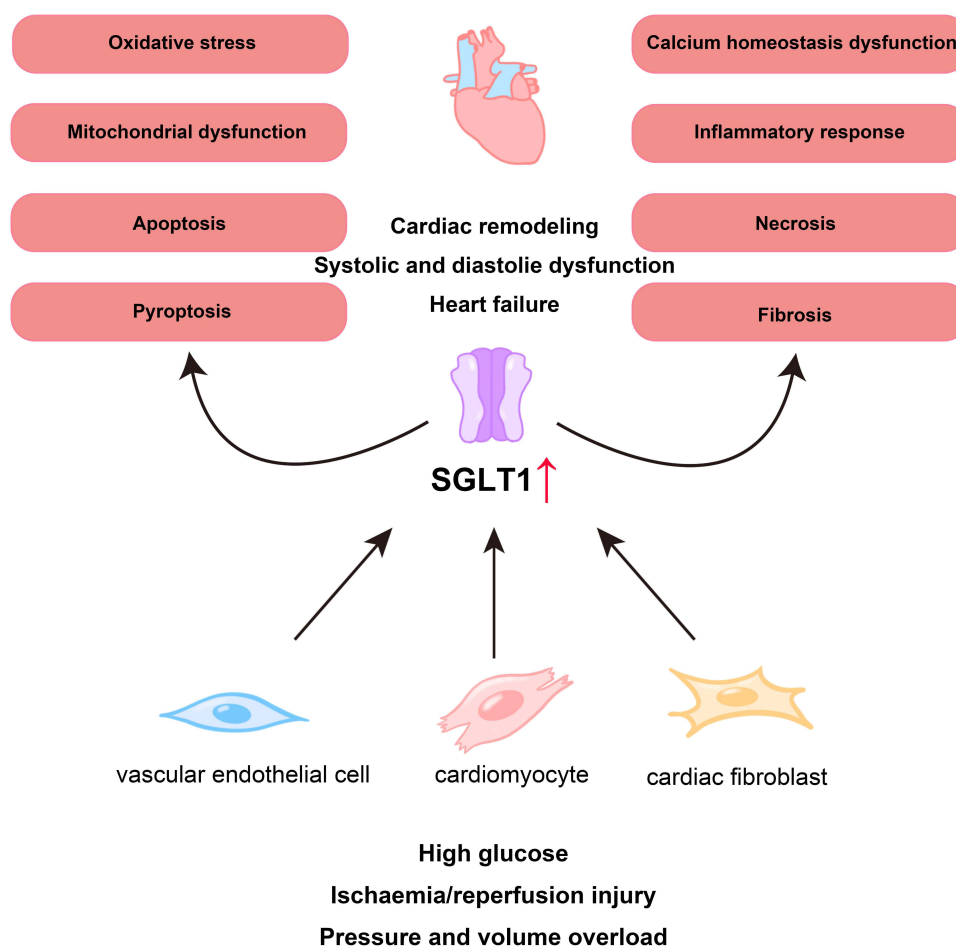 Oxidative stress
Calcium homeostasis dysfunction
Mitochondrial dysfunction
Inflammatory response
Apoptosis
Necrosis
Cardiac remodeling
Systolic and diastolie dysfunction
Heart failure
Pyroptosis
Fibrosis
SGLT1↑
vascular endothelial cell
cardiomyocyte
cardiac fibroblast
High glucose
Ischaemia/reperfusion injury
Pressure and volume overload